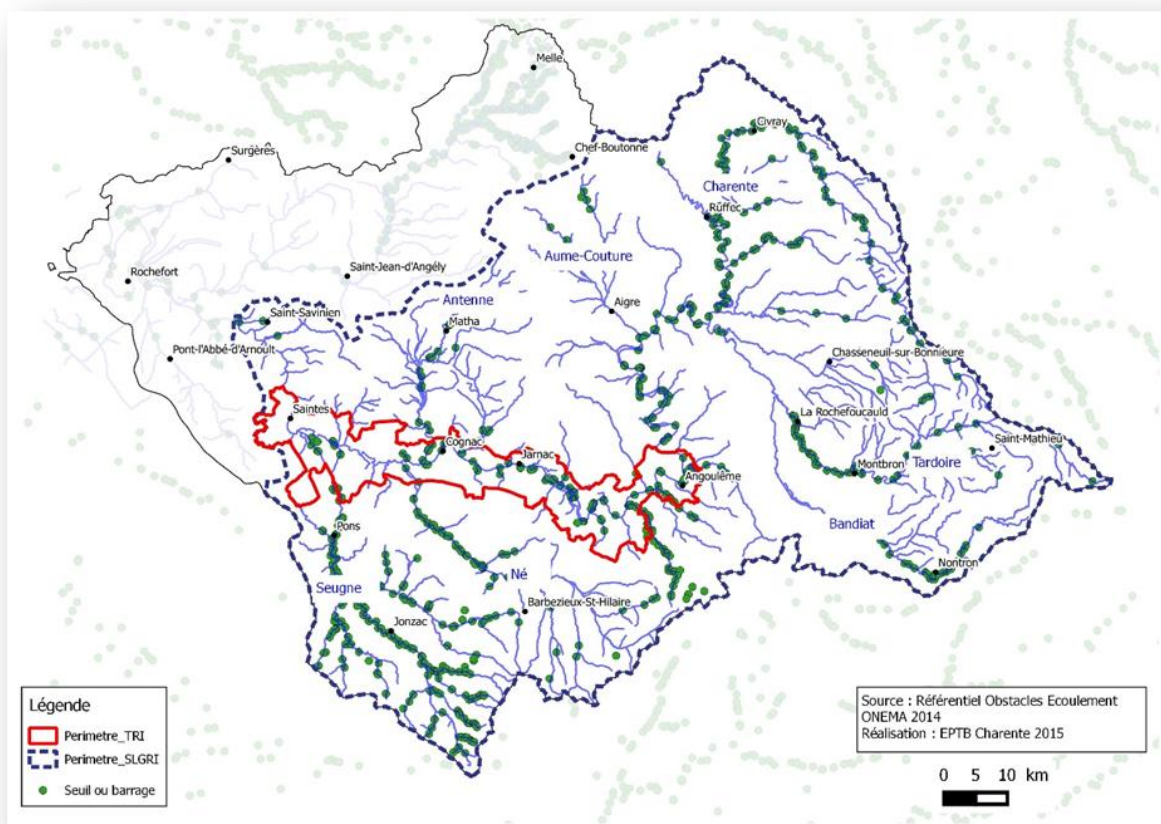 Melle
Civray
Surgères
Chef-Boutonne
Charente
Ruffec
Aume-Couture
Rochefort
Saint-Jean-d'Angély
Antenne
Aigre
Saint-Savinien
Matha
Pont-l'Abbé-d'Arnoult
Chasseneuil-sur-Bonnieure
Saintes
La Rochefoucauld
Cognac
Saint-Mathieu
Jarnac
Montbron
Tardoire
Angoulême
Bandiat
Pons
Nontron
Né
Seugne
Barbezieux-St-Hilaire
Jonzac
Légende
Perimetre_TRI
Perimetre_SLGRI
Seuil ou barrage
Source : Référentiel Obstacles Ecoulement
ONEMA 2014
Réalisation : EPTB Charente 2015
0 5 10 km